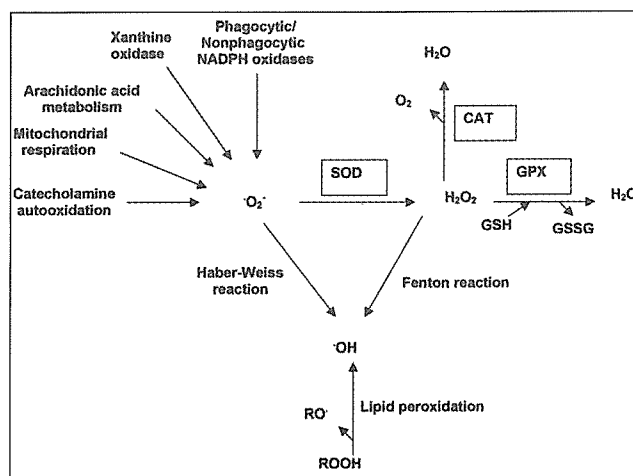 Phagocytic/
Nonphagocytic
NADPH oxidases
Xanthine
oxidase
Arachidonic acid
metabolism
Mitochondrial
respiration
Catecholamine
autooxidation
·O₂⁻
SOD
H₂O
O₂
CAT
H₂O₂
GPX
H₂O
GSH
GSSG
Haber-Weiss
reaction
Fenton reaction
·OH
Lipid peroxidation
RO·
ROOH